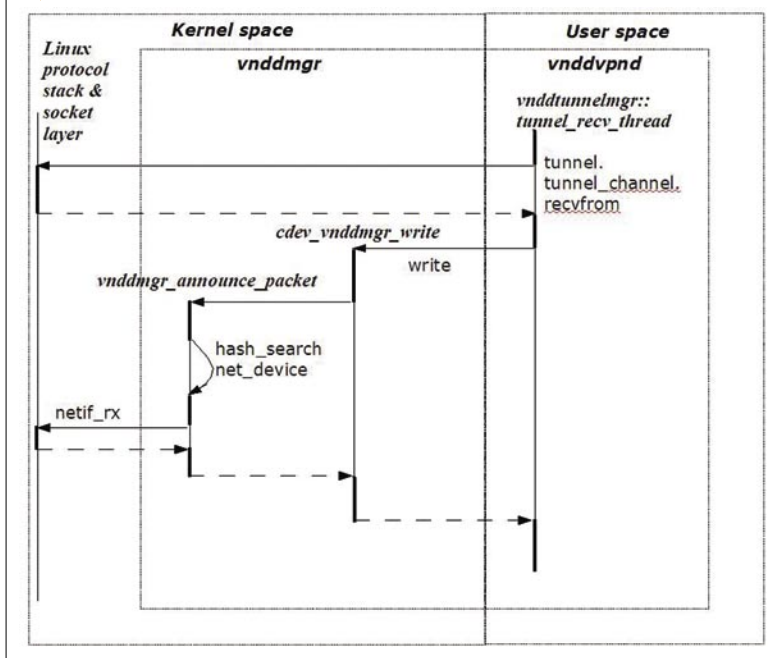 Kernel space
User space
Linux
protocol
stack &
socket
layer
vnddmgr
vnddvpnd
vnddtunnelmgr::
tunnel_recv_thread
tunnel.
tunnel_channel.
recvfrom
cdev_vnddmgr_write
write
vnddmgr_announce_packet
hash_search
net_device
netif_rx